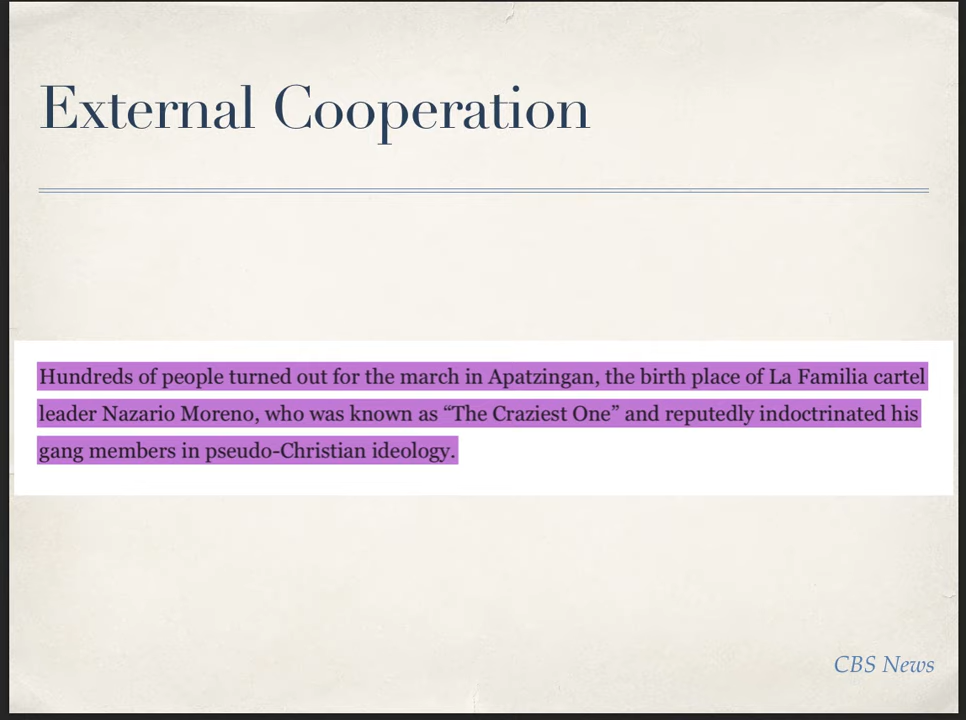 External Cooperation
Hundreds of people turned out for the march in Apatzingan, the birth place of La Familia cartel
leader Nazario Moreno, who was known as “The Craziest One” and reputedly indoctrinated his
gang members in pseudo-Christian ideology.
CBS News